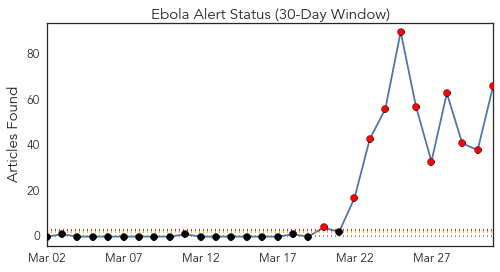 Ebola Alert Status (30-Day Window)
Articles Found
80
60
40
20
0
Mar 02 Mar 07 Mar 12 Mar 17 Mar 22 Mar 27